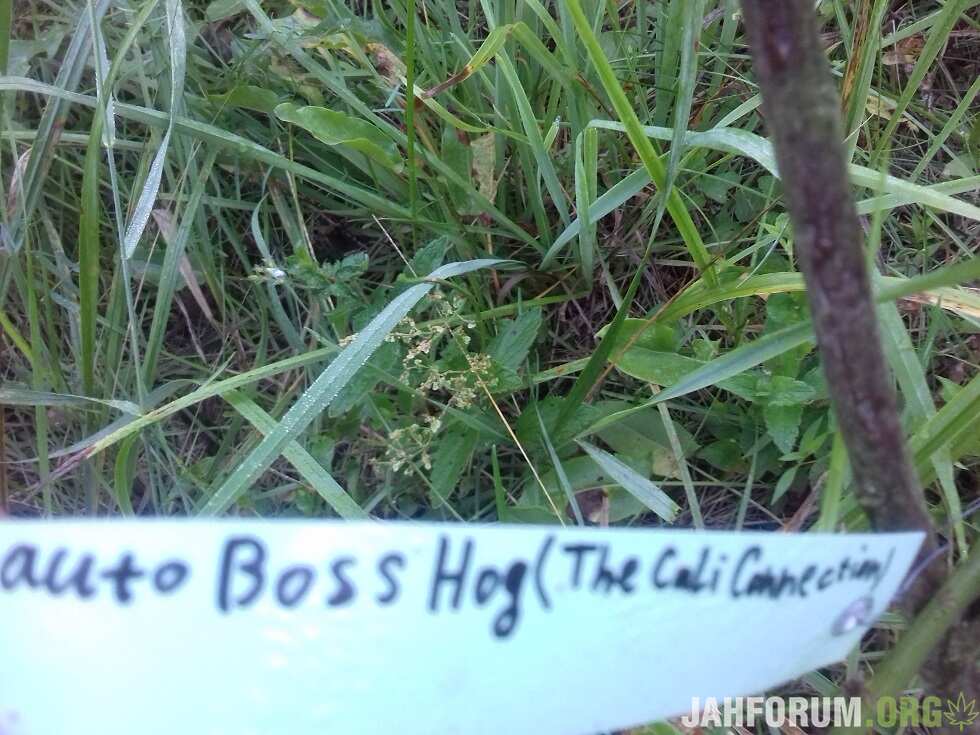 auto Boss Hog (The Cali Connection)
JAHFORUM.ORG